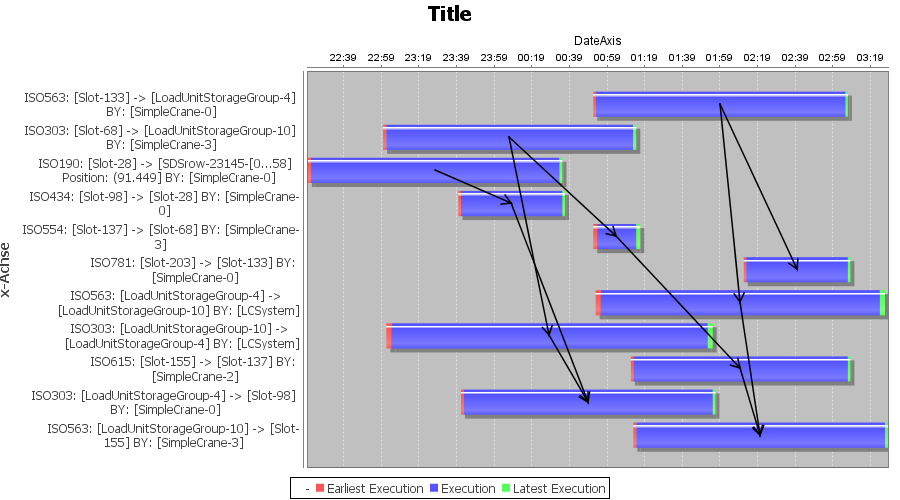 Title
DateAxis
22:39 22:59 23:19 23:39 23:59 00:19 00:39 00:59 01:19 01:39 01:59 02:19 02:39 02:59 03:19
x-Achse
ISO563: [Slot-133] -> [LoadUnitStorageGroup-4]
BY: [SimpleCrane-0]
ISO303: [Slot-68] -> [LoadUnitStorageGroup-10]
BY: [SimpleCrane-3]
ISO190: [Slot-28] -> [SDSrow-23145-[0...58]
Position: (91.449] BY: [SimpleCrane-0]
ISO434: [Slot-98] -> [Slot-28] BY: [SimpleCrane-
0]
ISO554: [Slot-137] -> [Slot-68] BY: [SimpleCrane-
3]
ISO781: [Slot-203] -> [Slot-133] BY:
[SimpleCrane-0]
ISO563: [LoadUnitStorageGroup-4] ->
[LoadUnitStorageGroup-10] BY: [LCSystem]
ISO303: [LoadUnitStorageGroup-10] ->
[LoadUnitStorageGroup-4] BY: [LCSystem]
ISO615: [Slot-155] -> [Slot-137] BY:
[SimpleCrane-2]
ISO303: [LoadUnitStorageGroup-4] -> [Slot-98]
BY: [SimpleCrane-0]
ISO563: [LoadUnitStorageGroup-10] -> [Slot-
155] BY: [SimpleCrane-3]
- Earliest Execution Execution Latest Execution